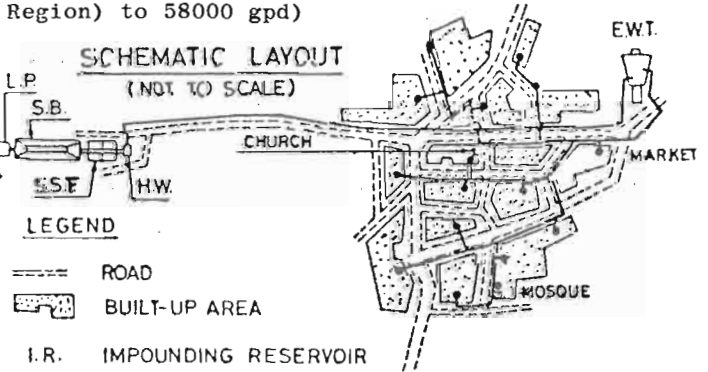 Region) to 58000 gpd)
SCHEMATIC LAYOUT
(NOT TO SCALE)
E.W.T.
L.P.
S.B.
CHURCH
MARKET
S.S.F
H.W.
LEGEND
ROAD
BUILT-UP AREA
MOSQUE
I.R. IMPOUNDING RESERVOIR